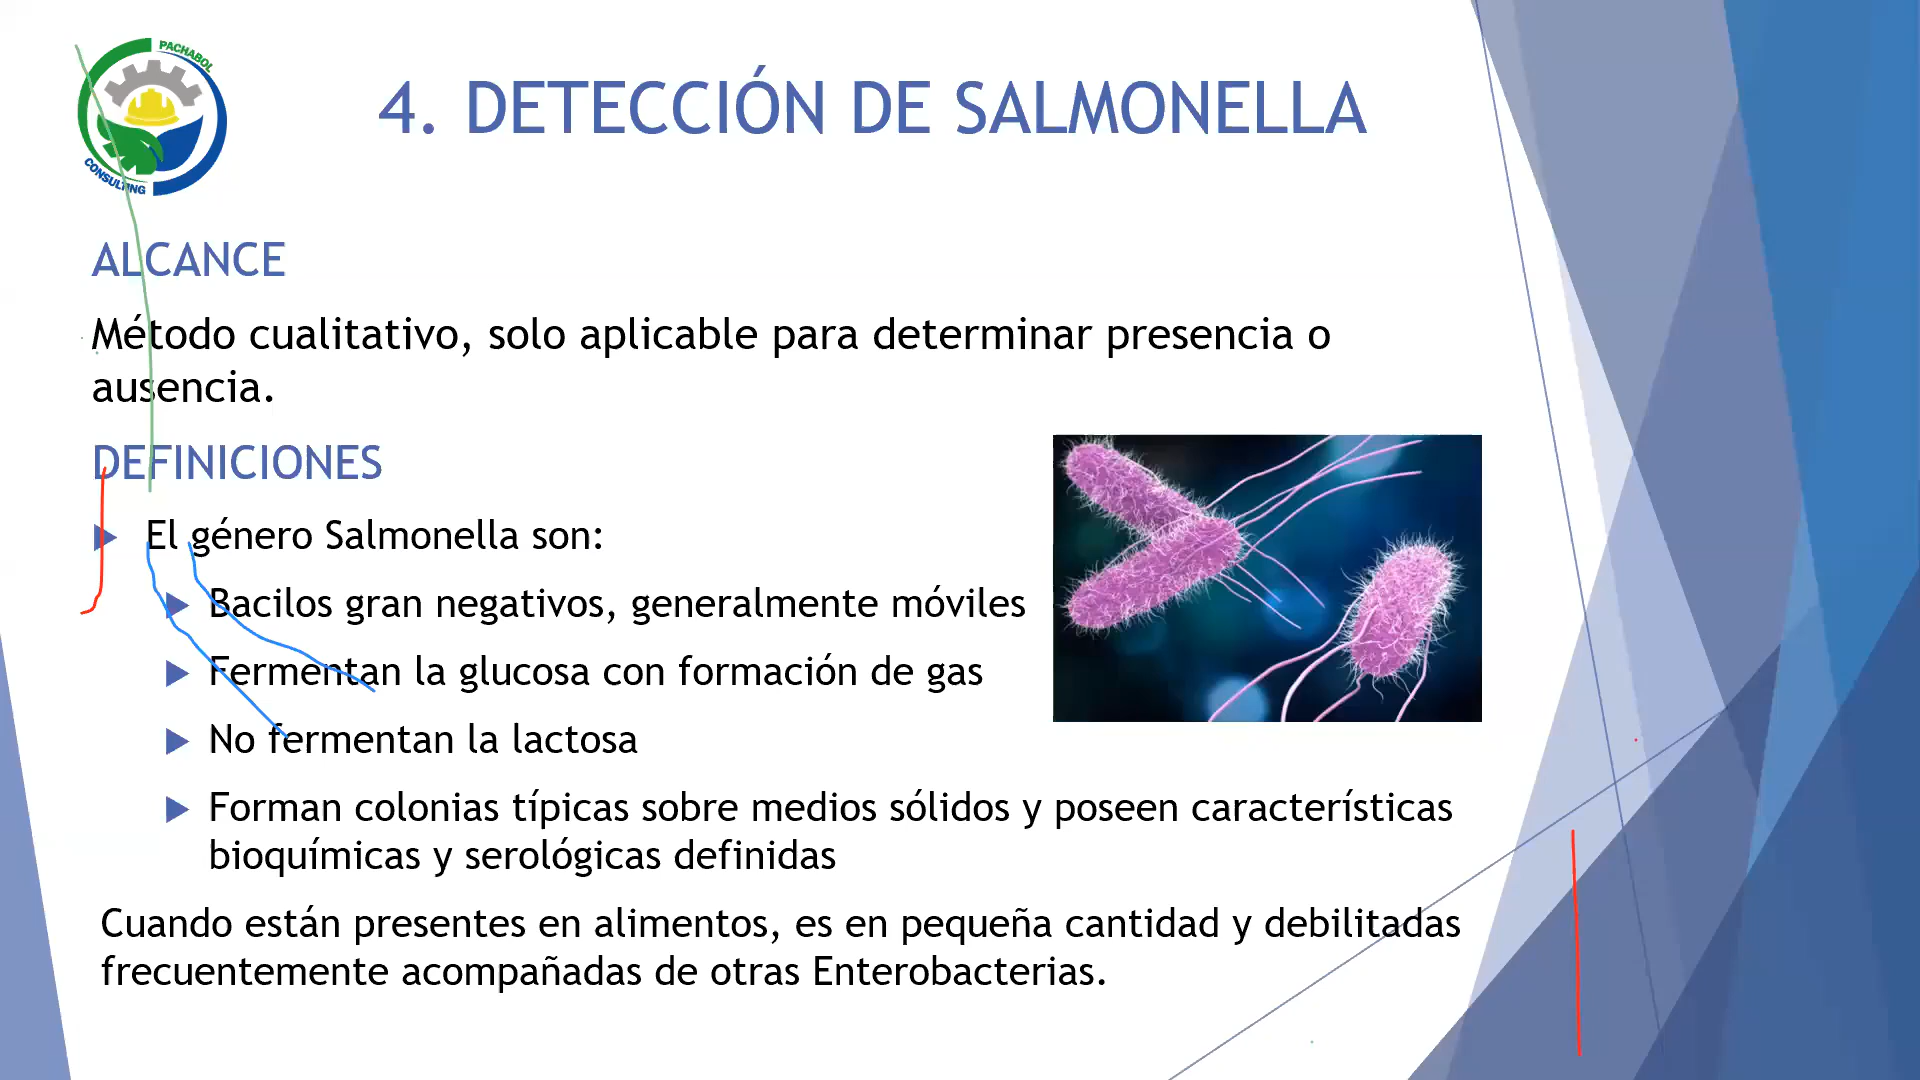 PACHABOL
CONSULTING
4. DETECCIÓN DE SALMONELLA
ALCANCE
Método cualitativo, solo aplicable para determinar presencia o
ausencia.
DEFINICIONES
El género Salmonella son:
Bacilos gran negativos, generalmente móviles
Fermentan la glucosa con formación de gas
No fermentan la lactosa
Forman colonias típicas sobre medios sólidos y poseen características
bioquímicas y serológicas definidas
Cuando están presentes en alimentos, es en pequeña cantidad y debilitadas
frecuentemente acompañadas de otras Enterobacterias.